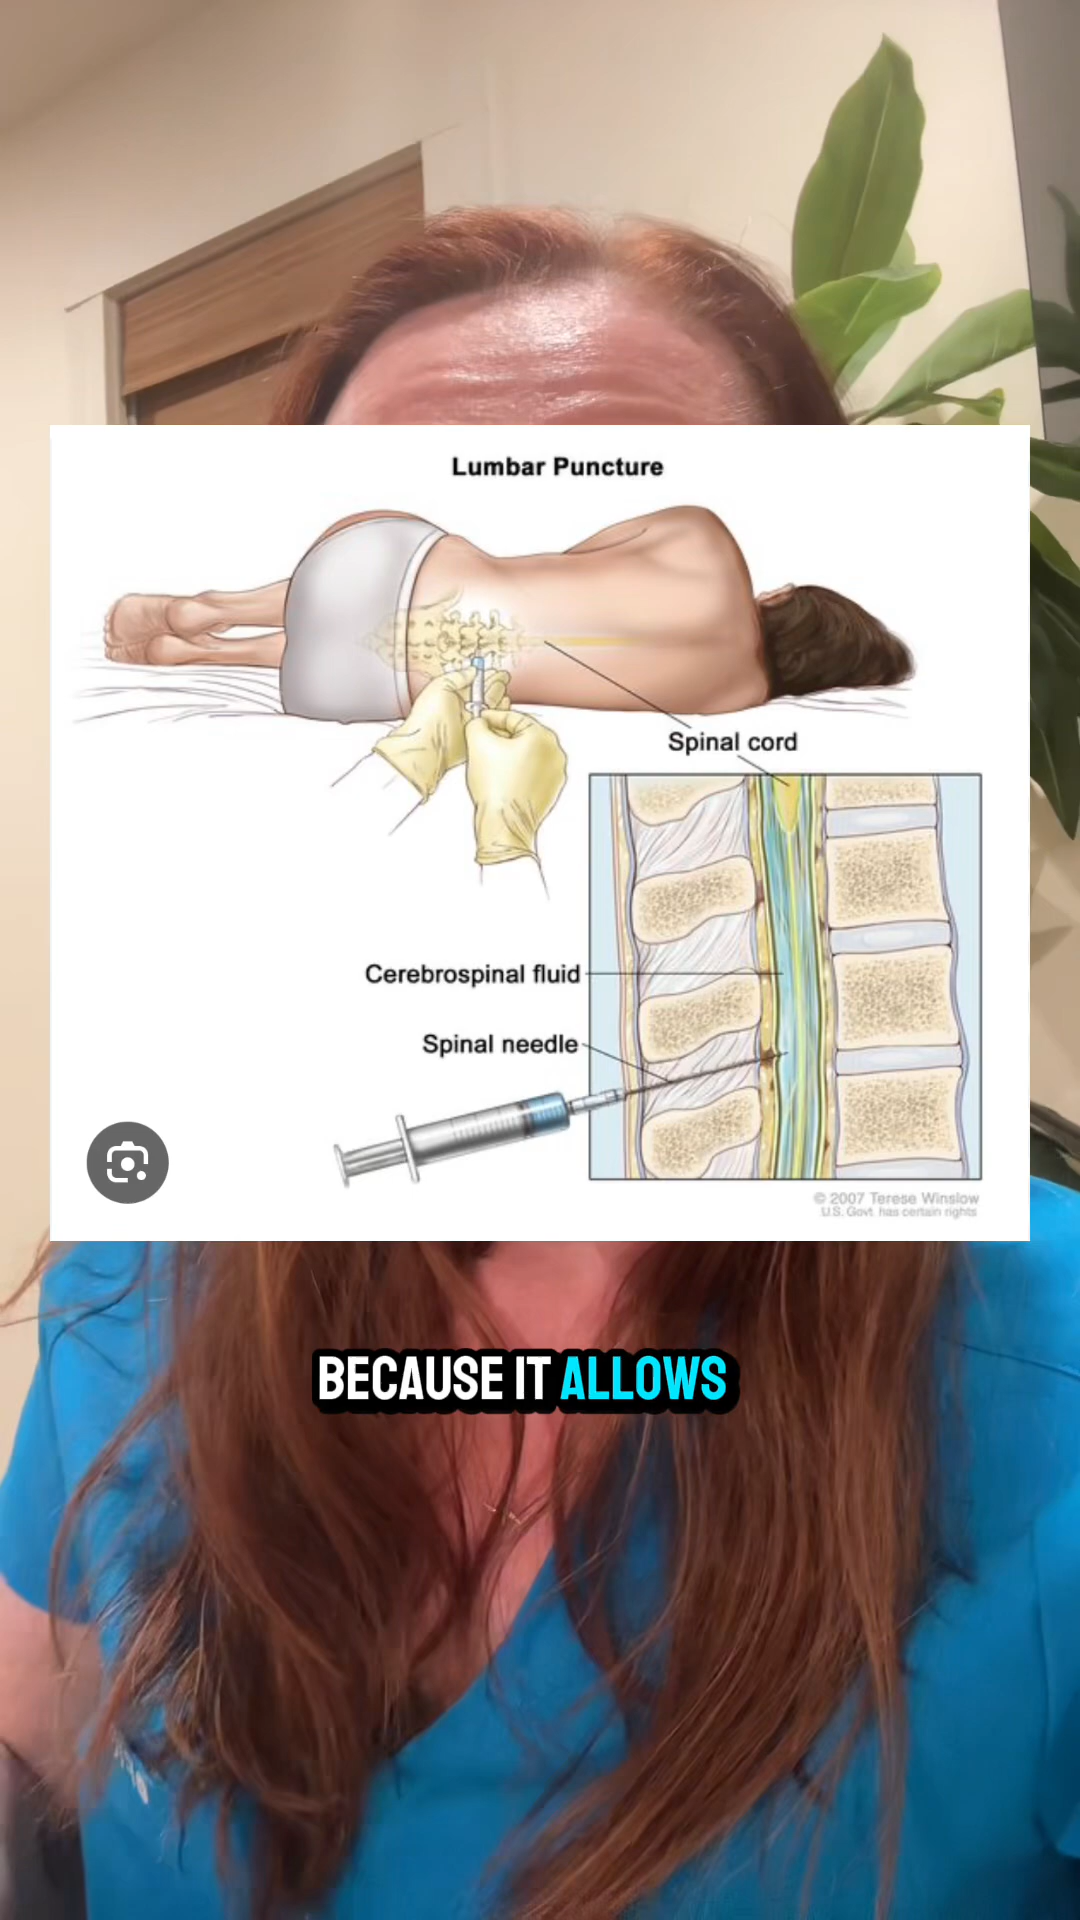 Lumbar Puncture
Spinal cord
Cerebrospinal fluid
Spinal needle
© 2007 Terese Winslow
U.S. Govt. has certain rights
BECAUSE IT ALLOWS